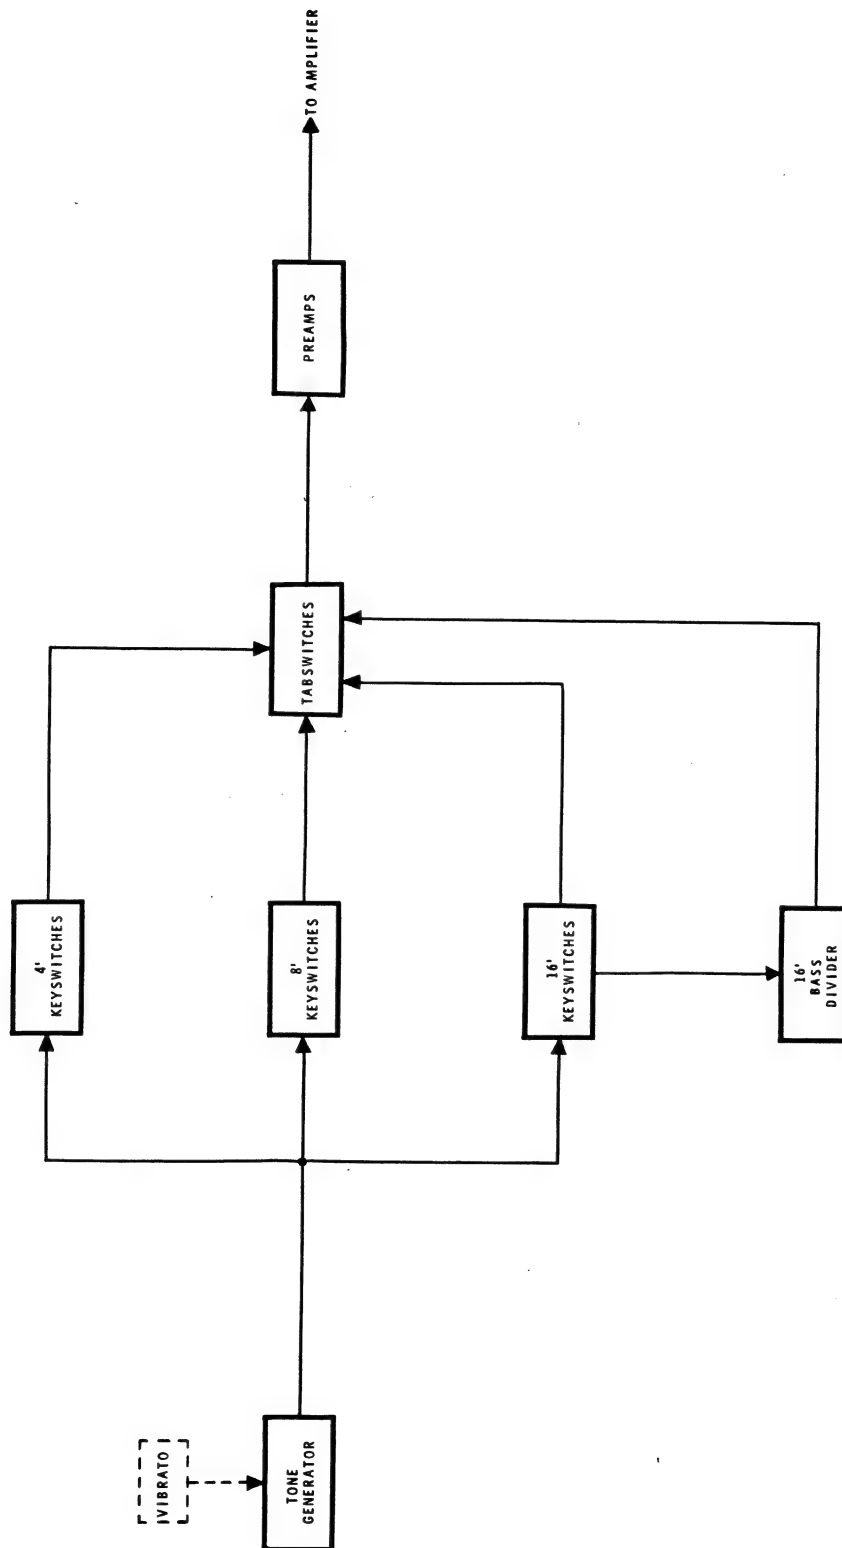 VIBRATO
TONE
GENERATOR
4'
KEYSWITCHES
8'
KEYSWITCHES
16'
KEYSWITCHES
16'
BASS
DIVIDER
TABSWITCHES
PREAMPS
TO AMPLIFIER